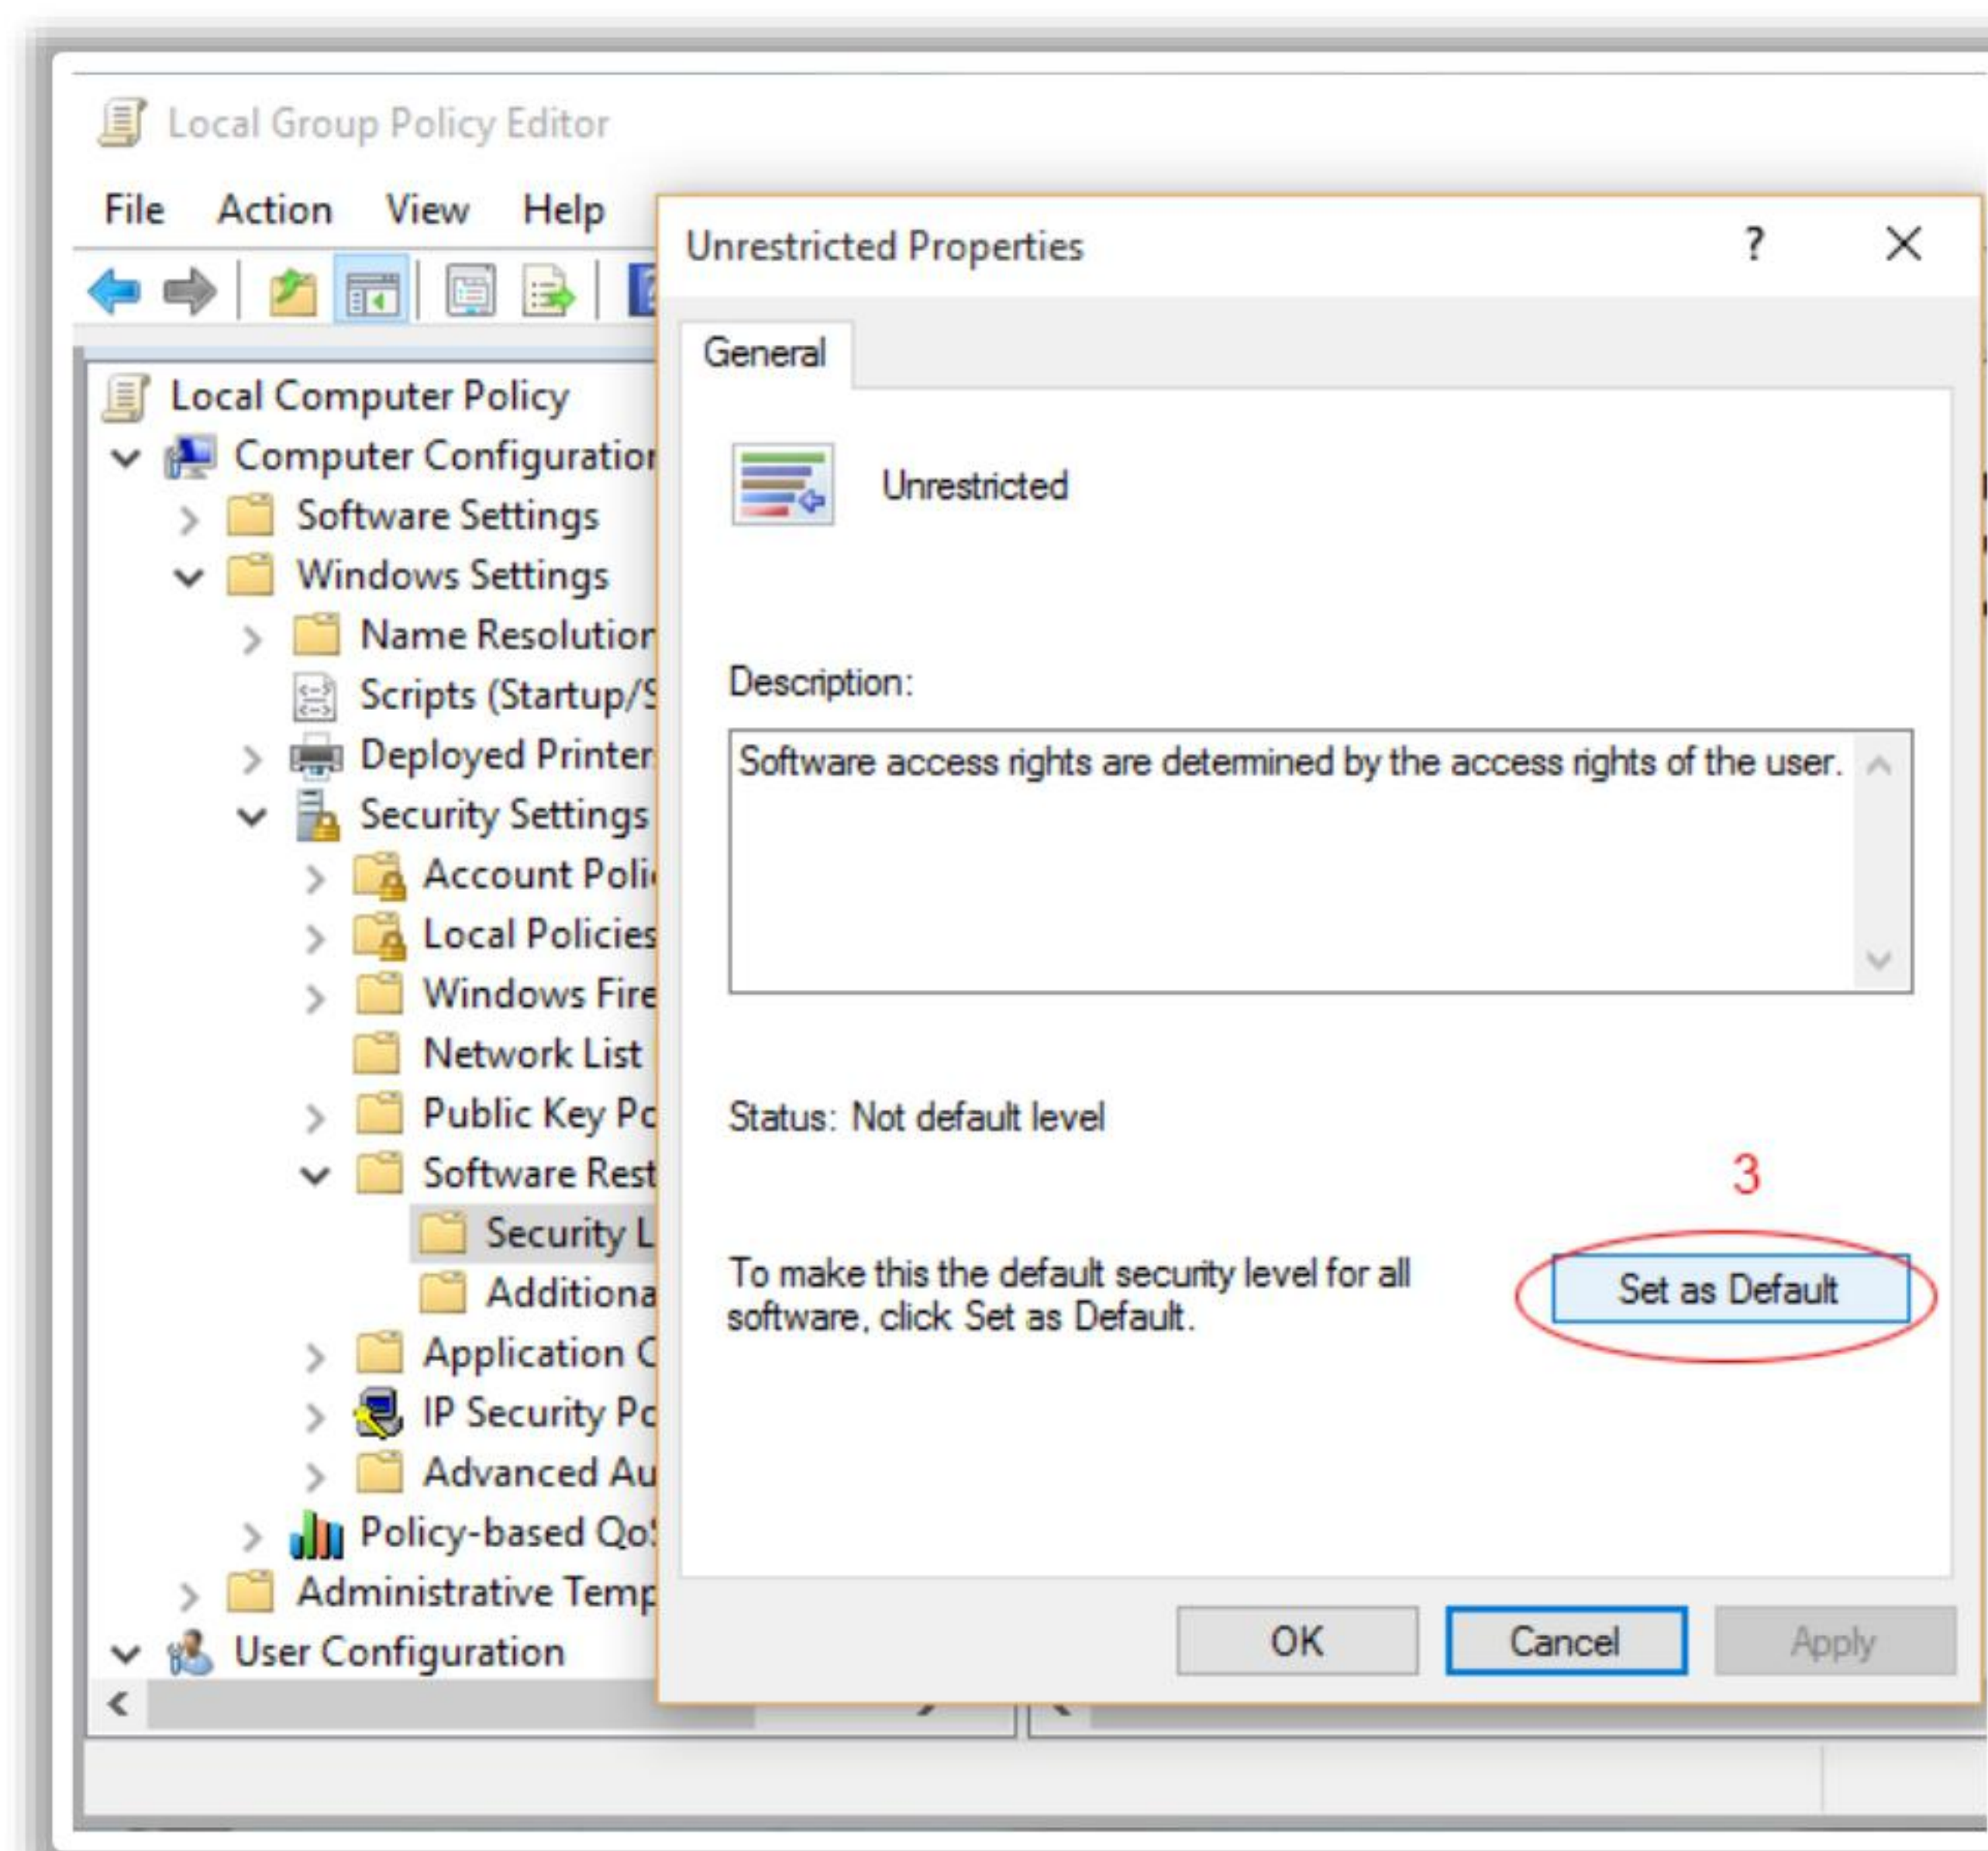 Local Group Policy Editor
File Action View Help
Unrestricted Properties
General
Local Computer Policy
Computer Configuration
Software Settings
Windows Settings
Name Resolution
Scripts (Startup/S
Deployed Printer
Security Settings
Account Poli
Local Policies
Windows Fire
Network List
Public Key Po
Software Rest
Security L
Additiona
Application C
IP Security Po
Advanced Au
Policy-based QoS
Administrative Temp
User Configuration
Unrestricted
Description:
Software access rights are determined by the access rights of the user.
Status: Not default level
3
To make this the default security level for all
software, click Set as Default.
Set as Default
OK Cancel Apply